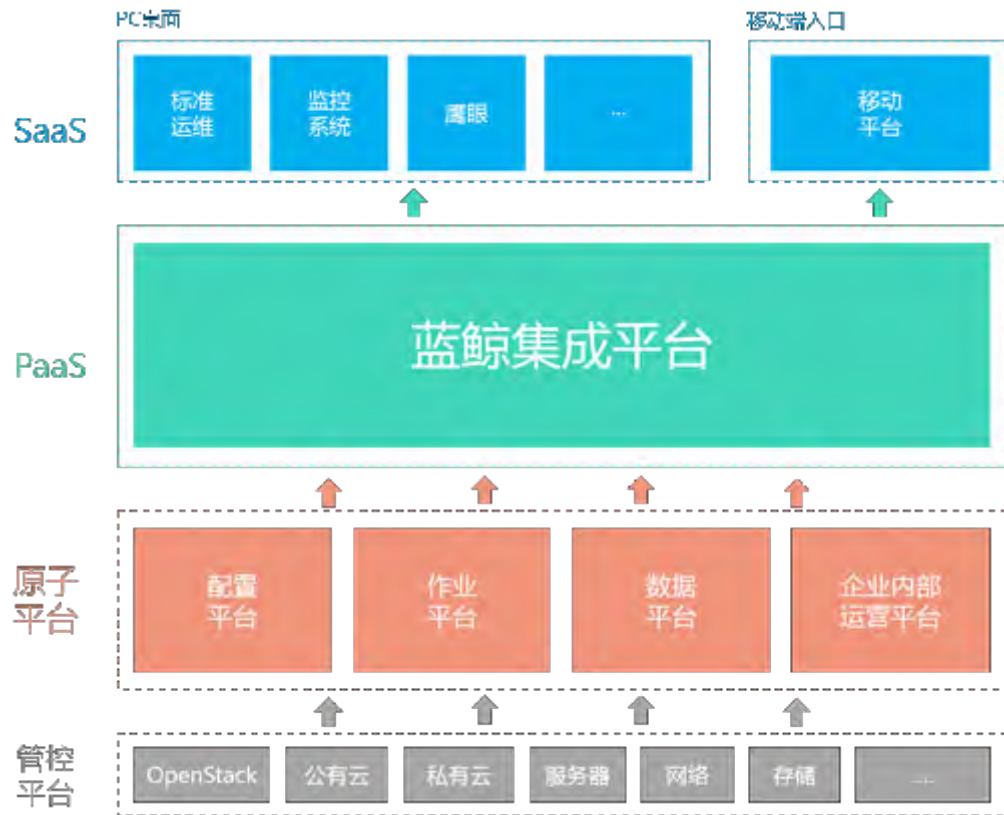 PC桌面
移动端入口
SaaS
标准
运维
监控
系统
鹰眼
...
移动
平台
PaaS
蓝鲸集成平台
原子
平台
配置
平台
作业
平台
数据
平台
企业内部
运营平台
管控
平台
OpenStack
公有云
私有云
服务器
网络
存储
....